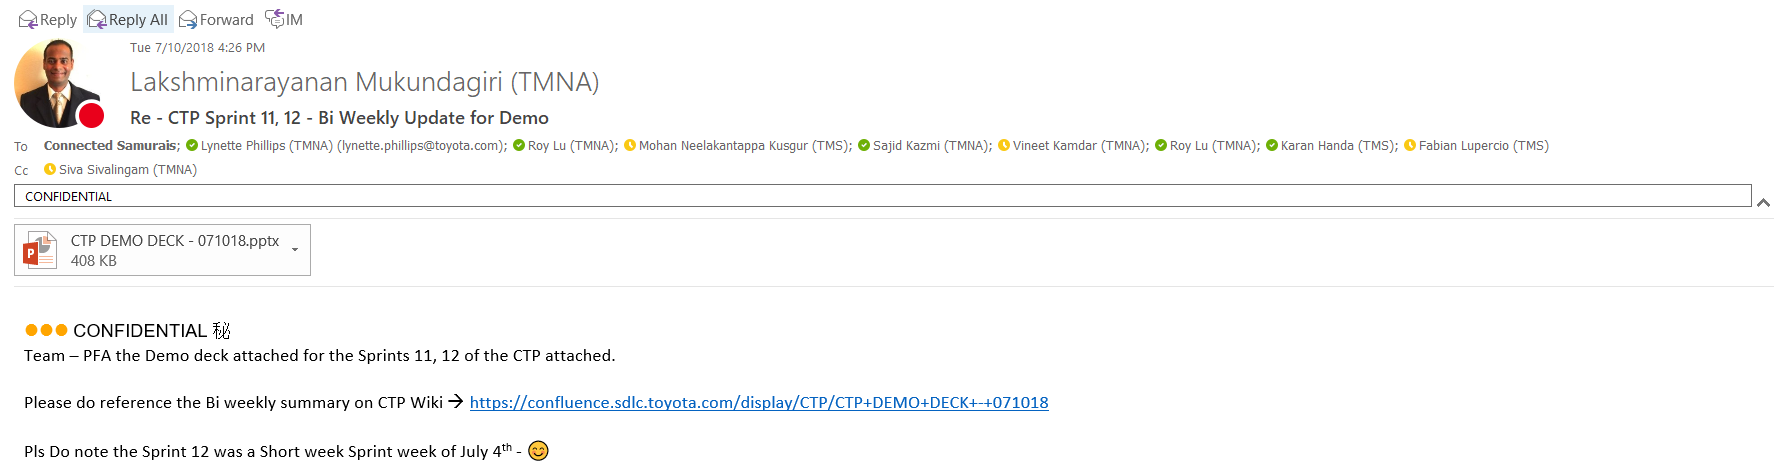 Reply Reply All Forward IM
Tue 7/10/2018 4:26 PM
Lakshminarayanan Mukundagiri (TMNA)
Re - CTP Sprint 11, 12 - Bi Weekly Update for Demo
To Connected Samurais; Lynette Phillips (TMNA) (lynette.phillips@toyota.com); Roy Lu (TMNA); Mohan Neelakantappa Kusgur (TMS); Sajid Kazmi (TMNA); Vineet Kamdar (TMNA); Roy Lu (TMNA); Karan Handa (TMS); Fabian Lupercio (TMS)
Cc Siva Sivalingam (TMNA)
CONFIDENTIAL
CTP DEMO DECK - 071018.pptx
408 KB
●●● CONFIDENTIAL 秘
Team – PFA the Demo deck attached for the Sprints 11, 12 of the CTP attached.
Please do reference the Bi weekly summary on CTP Wiki → https://confluence.sdlc.toyota.com/display/CTP/CTP+DEMO+DECK+-+071018
Pls Do note the Sprint 12 was a Short week Sprint week of July 4th - 😊